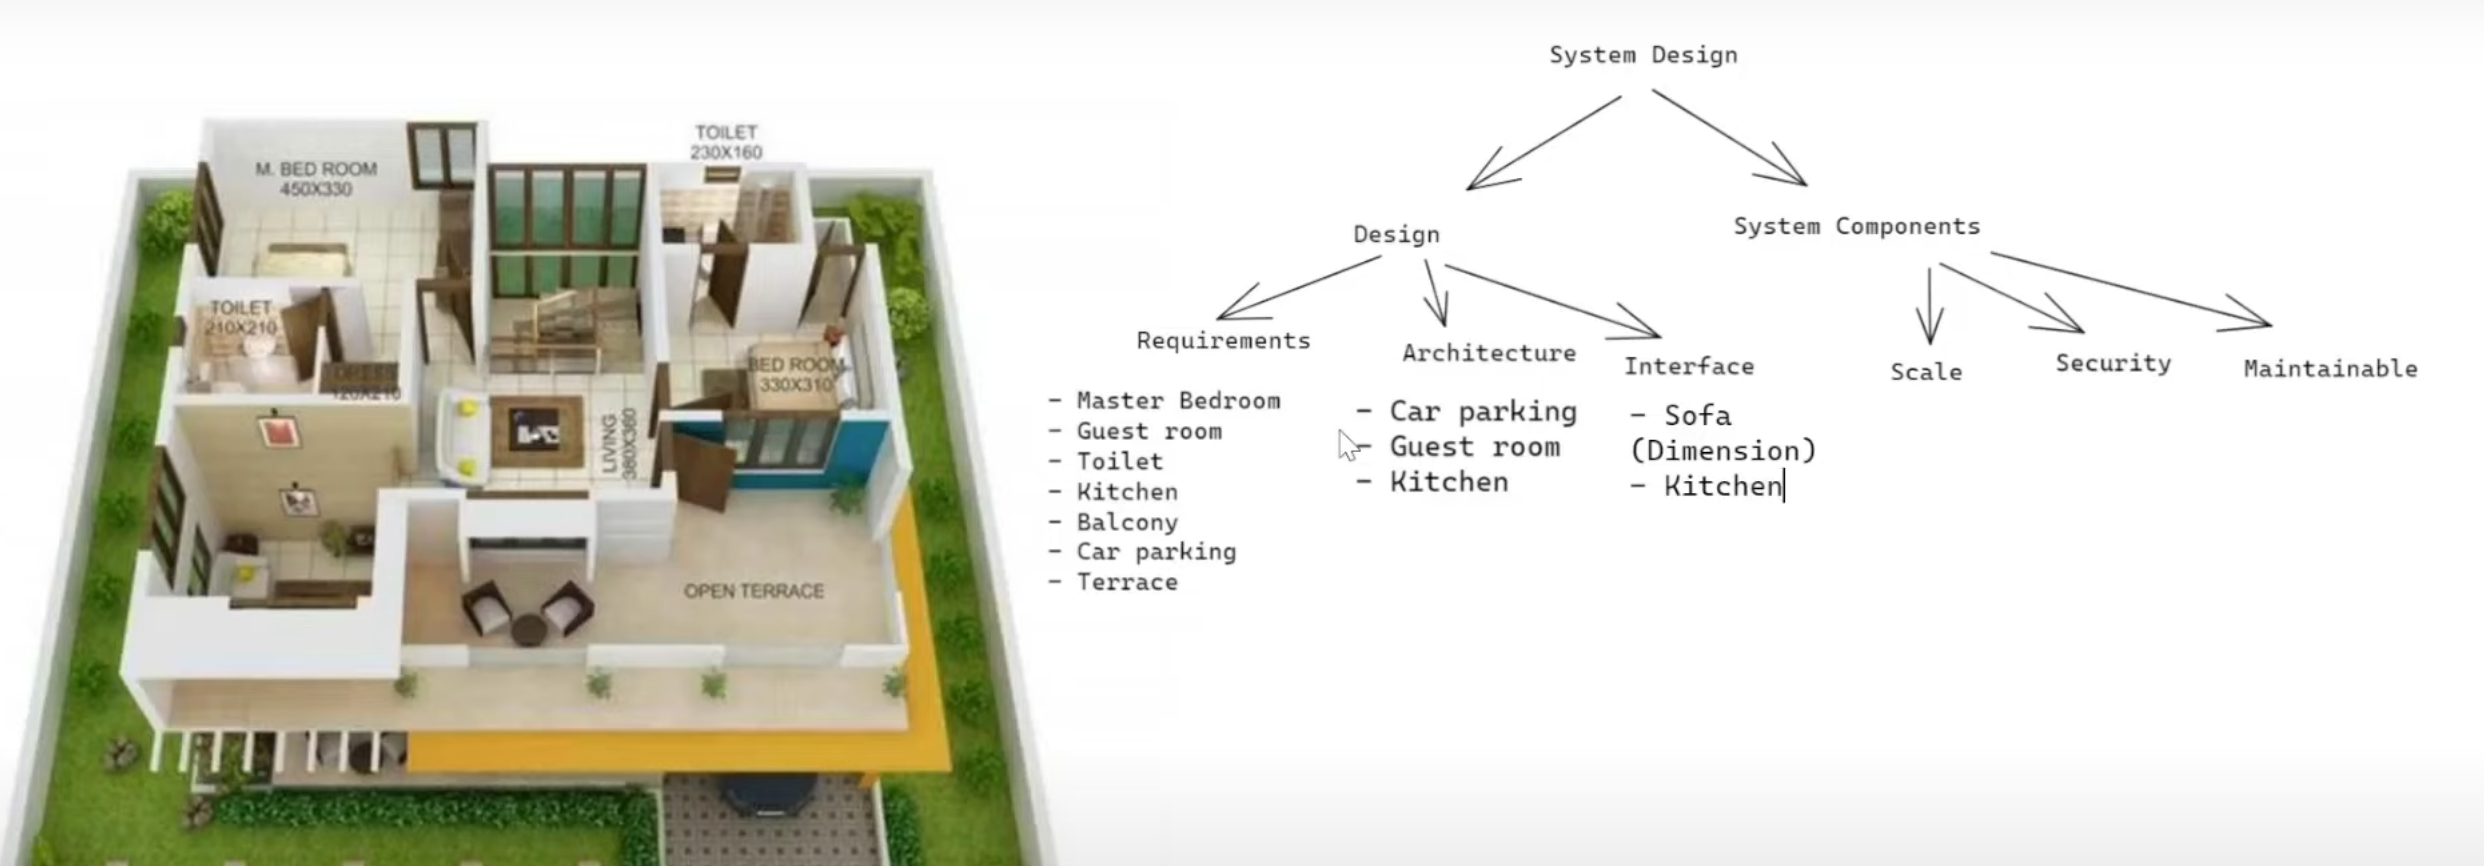 TOILET
230X160
M. BED ROOM
450X330
TOILET
210X210
DRESS
120X210
BED ROOM
330X310
LIVING
360X360
OPEN TERRACE
System Design
Design
System Components
Requirements
- Master Bedroom
- Guest room
- Toilet
- Kitchen
- Balcony
- Car parking
- Terrace
Architecture
- Car parking
- Guest room
- Kitchen
Interface
- Sofa
(Dimension)
- Kitchen
Scale
Security
Maintainable